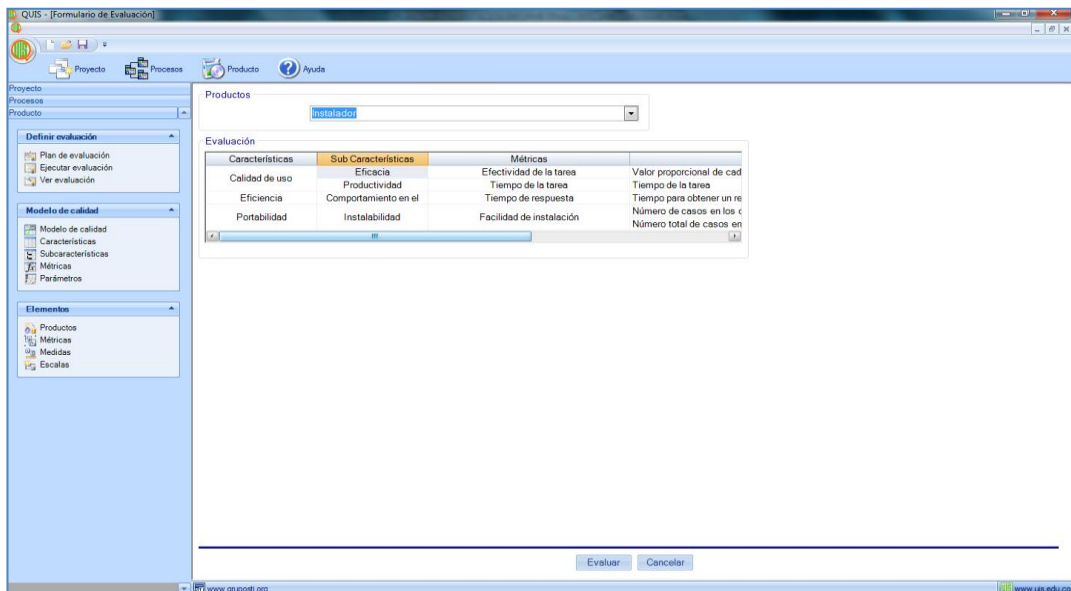 QUIS - [Formulario de Evaluación]
Proyecto
Procesos
Producto
Ayuda
Proyecto
Procesos
Producto
Definir evaluación
Plan de evaluación
Ejecutar evaluación
Ver evaluación
Modelo de calidad
Modelo de calidad
Características
Subcaracterísticas
Métricas
Parámetros
Elementos
Productos
Métricas
Medidas
Escalas
Productos
Instalador
Evaluación
Características Sub Características Métricas
Calidad de uso Eficacia Efectividad de la tarea Valor proporcional de cad
Productividad Tiempo de la tarea Tiempo de la tarea
Eficiencia Comportamiento en el Tiempo de respuesta Tiempo para obtener un re
Portabilidad Instalabilidad Facilidad de instalación Número de casos en los c
Número total de casos en
Evaluar Cancelar
www.gruposti.org www.uis.edu.co